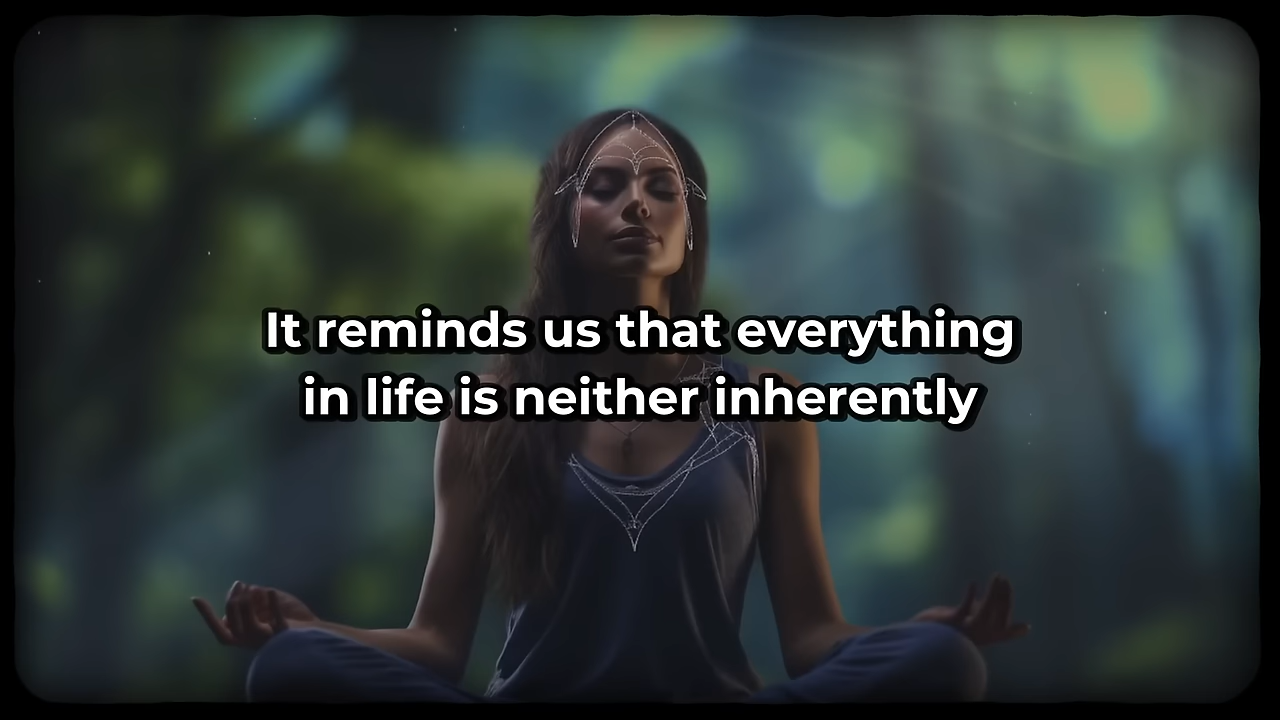 It reminds us that everything
in life is neither inherently